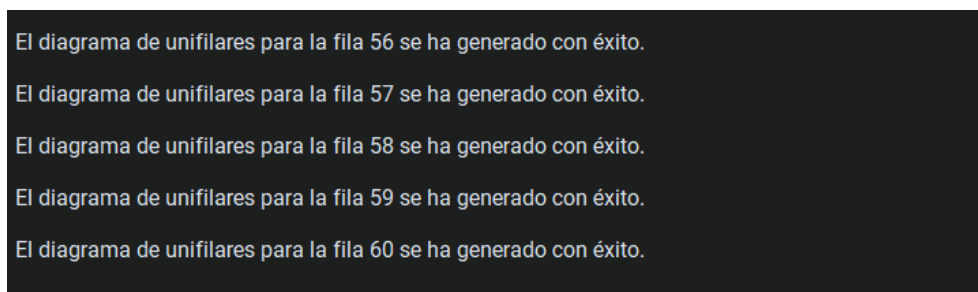 El diagrama de unifilares para la fila 56 se ha generado con éxito.
El diagrama de unifilares para la fila 57 se ha generado con éxito.
El diagrama de unifilares para la fila 58 se ha generado con éxito.
El diagrama de unifilares para la fila 59 se ha generado con éxito.
El diagrama de unifilares para la fila 60 se ha generado con éxito.